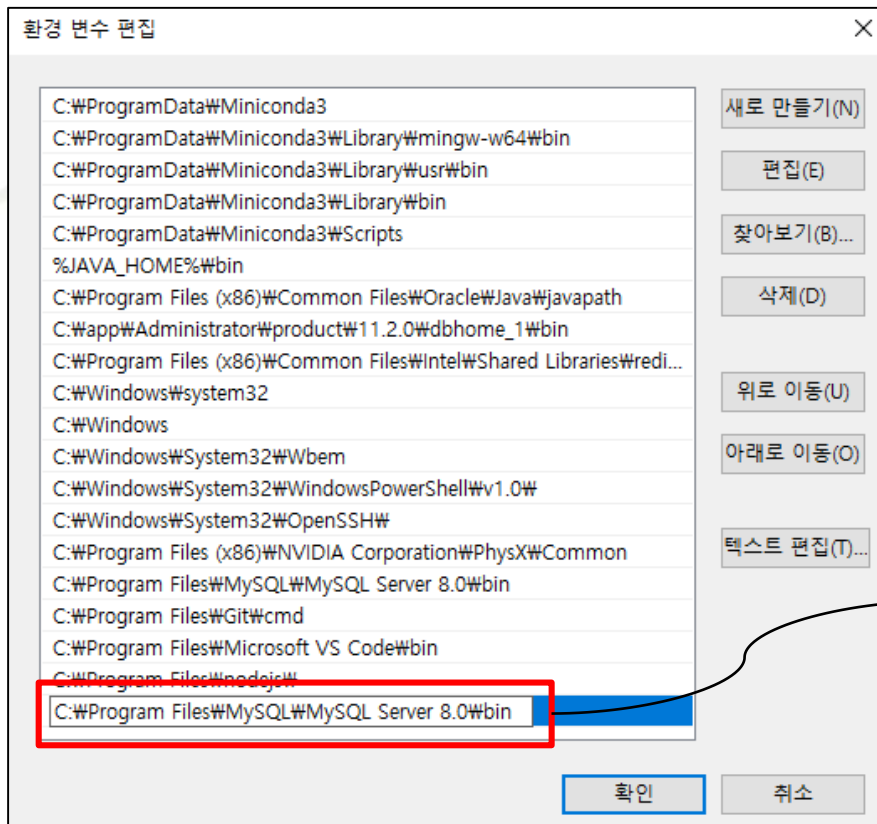 환경 변수 편집
C:₩ProgramData₩Miniconda3
C:₩ProgramData₩Miniconda3₩Library₩mingw-w64₩bin
C:₩ProgramData₩Miniconda3₩Library₩usr₩bin
C:₩ProgramData₩Miniconda3₩Library₩bin
C:₩ProgramData₩Miniconda3₩Scripts
%JAVA_HOME%₩bin
C:₩Program Files (x86)₩Common Files₩Oracle₩Java₩javapath
C:₩app₩Administrator₩product₩11.2.0₩dbhome_1₩bin
C:₩Program Files (x86)₩Common Files₩Intel₩Shared Libraries₩redi...
C:₩Windows₩system32
C:₩Windows
C:₩Windows₩System32₩Wbem
C:₩Windows₩System32₩WindowsPowerShell₩v1.0₩
C:₩Windows₩System32₩OpenSSH₩
C:₩Program Files (x86)₩NVIDIA Corporation₩PhysX₩Common
C:₩Program Files₩MySQL₩MySQL Server 8.0₩bin
C:₩Program Files₩Git₩cmd
C:₩Program Files₩Microsoft VS Code₩bin
C:₩Program Files₩nodejs₩
C:₩Program Files₩MySQL₩MySQL Server 8.0₩bin
새로 만들기(N)
편집(E)
찾아보기(B)...
삭제(D)
위로 이동(U)
아래로 이동(O)
텍스트 편집(T)...
확인
취소